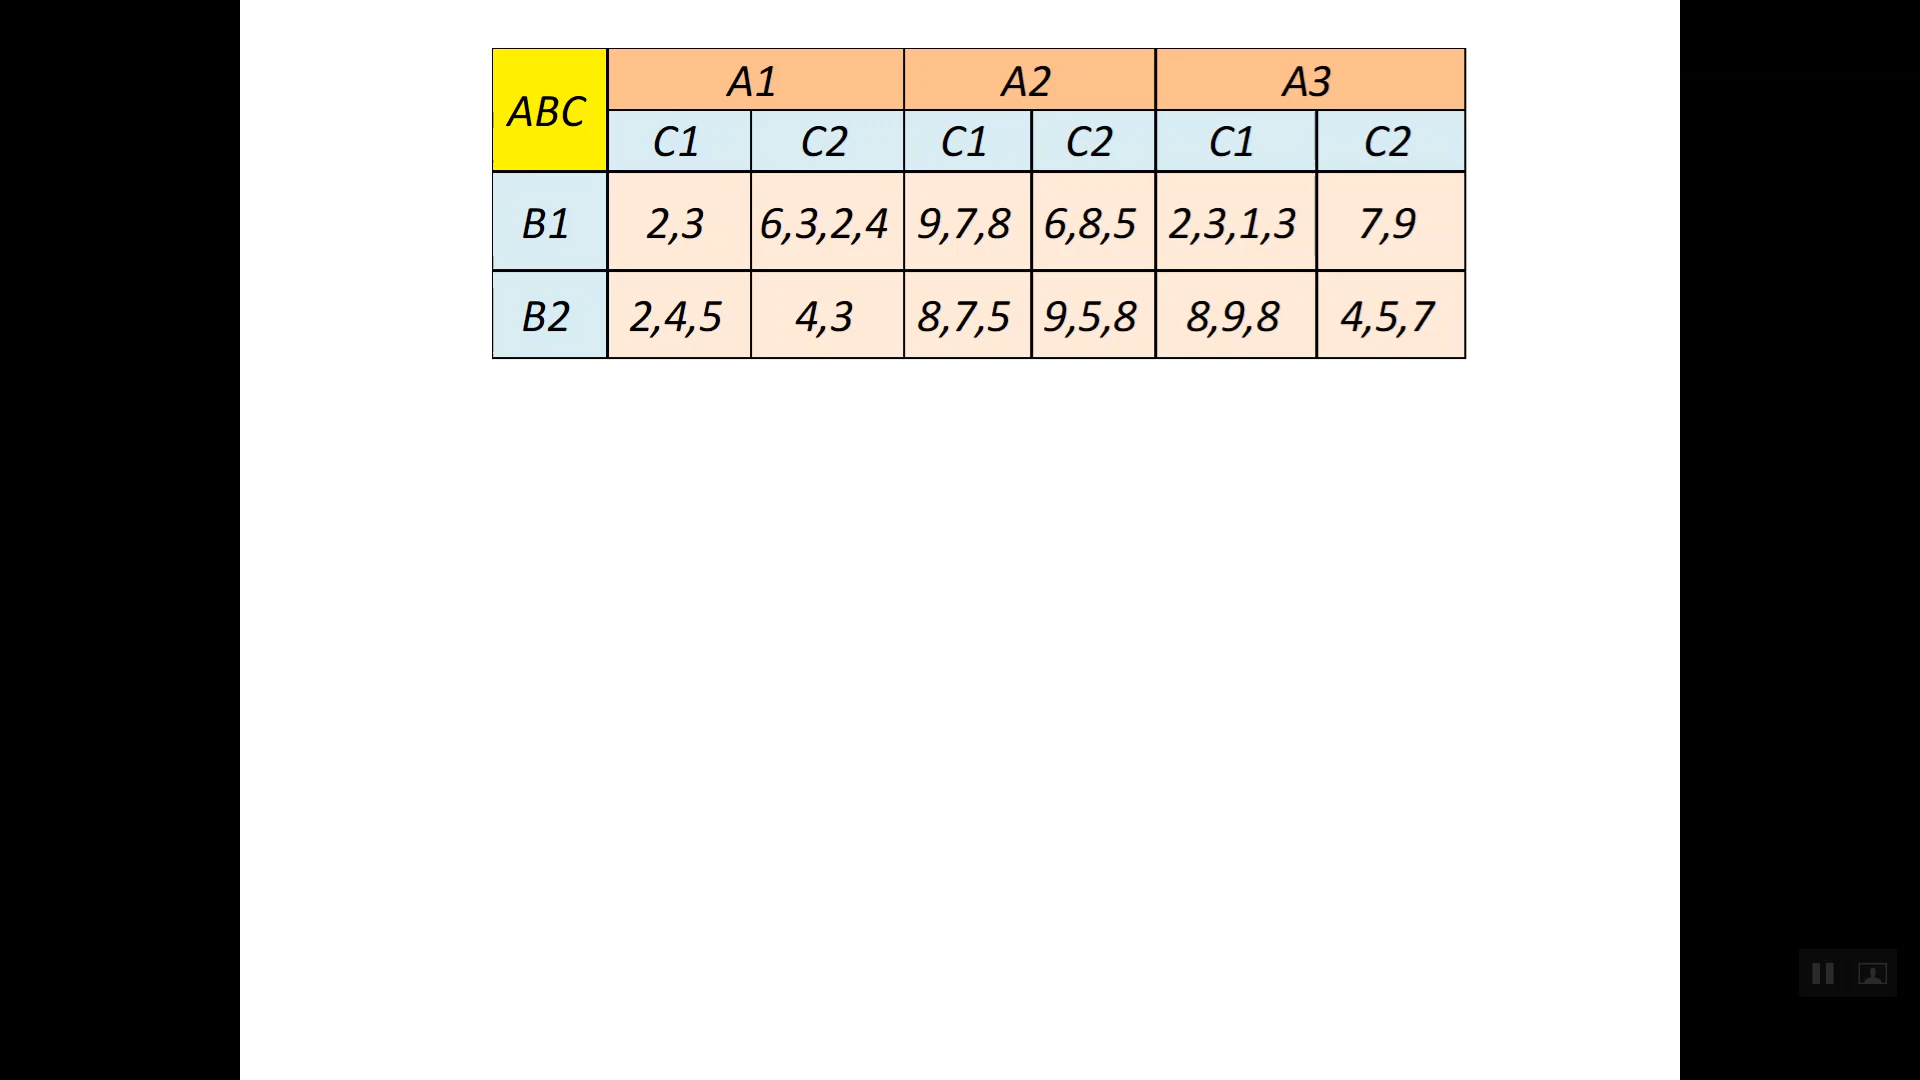 ABC A1 A2 A3
C1 C2 C1 C2 C1 C2
B1 2,3 6,3,2,4 9,7,8 6,8,5 2,3,1,3 7,9
B2 2,4,5 4,3 8,7,5 9,5,8 8,9,8 4,5,7